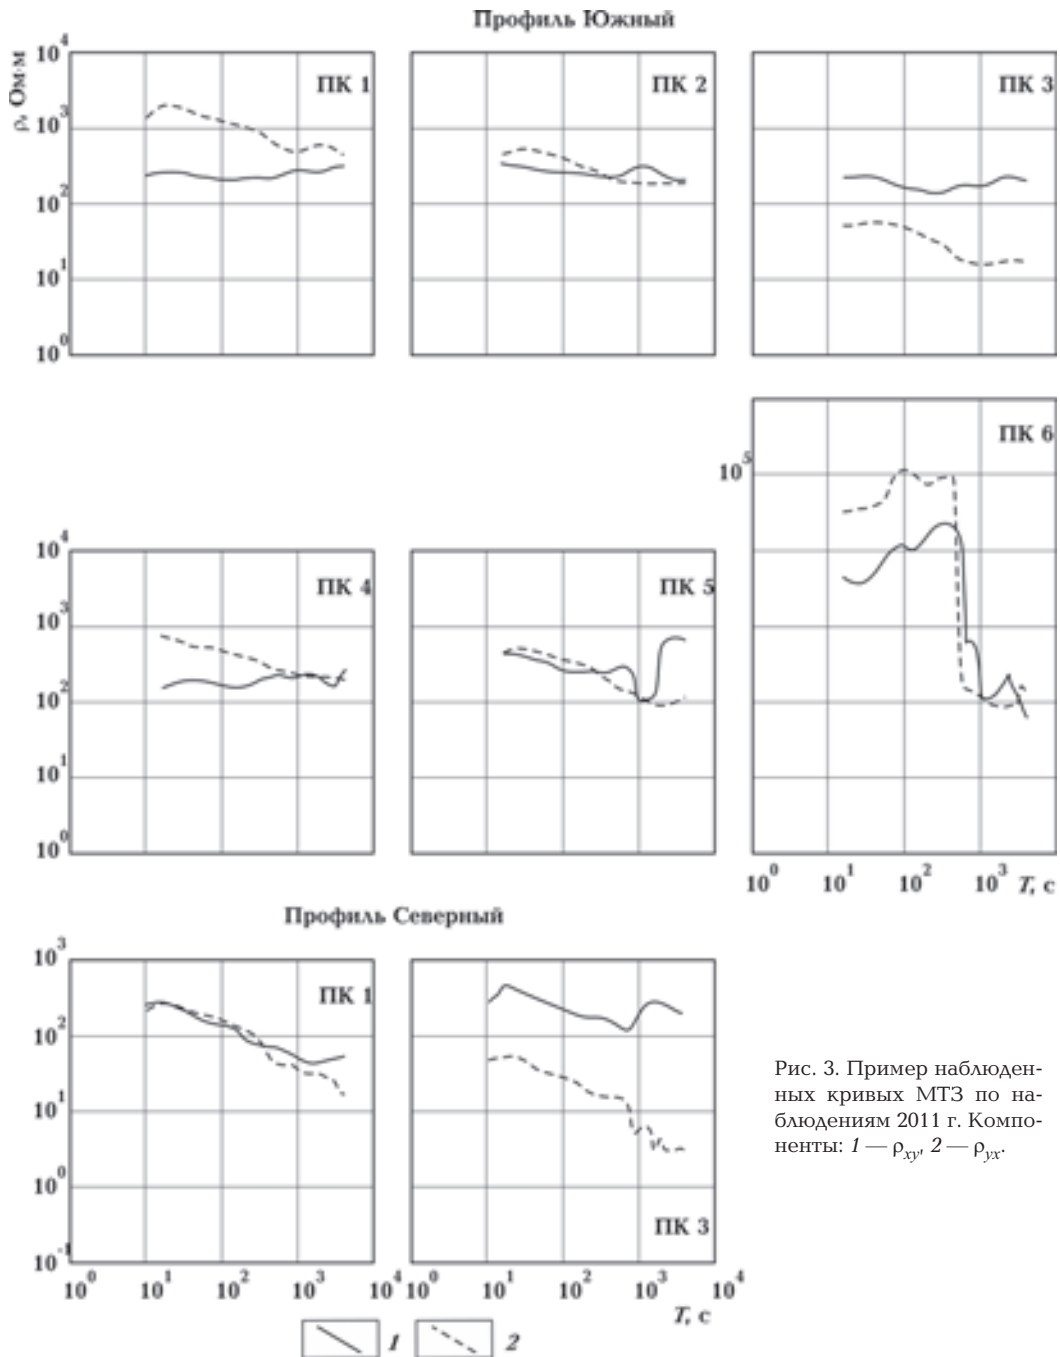 Профиль Южный
ρ, Ом·м
10⁴
10³
10²
10¹
10⁰
ПК 1
ПК 2
ПК 3
10⁴
10³
10²
10¹
10⁰
ПК 4
ПК 5
10⁵
ПК 6
10⁰ 10¹ 10² 10³ T, с
Профиль Северный
10³
10²
10¹
10⁰
10⁻¹
ПК 1
ПК 3
10⁰ 10¹ 10² 10³ 10⁴
10⁰ 10¹ 10² 10³ 10⁴
T, с
1 2
Рис. 3. Пример наблюден-
ных кривых МТЗ по на-
блюдениям 2011 г. Компо-
ненты: 1 — ρxy, 2 — ρyx.